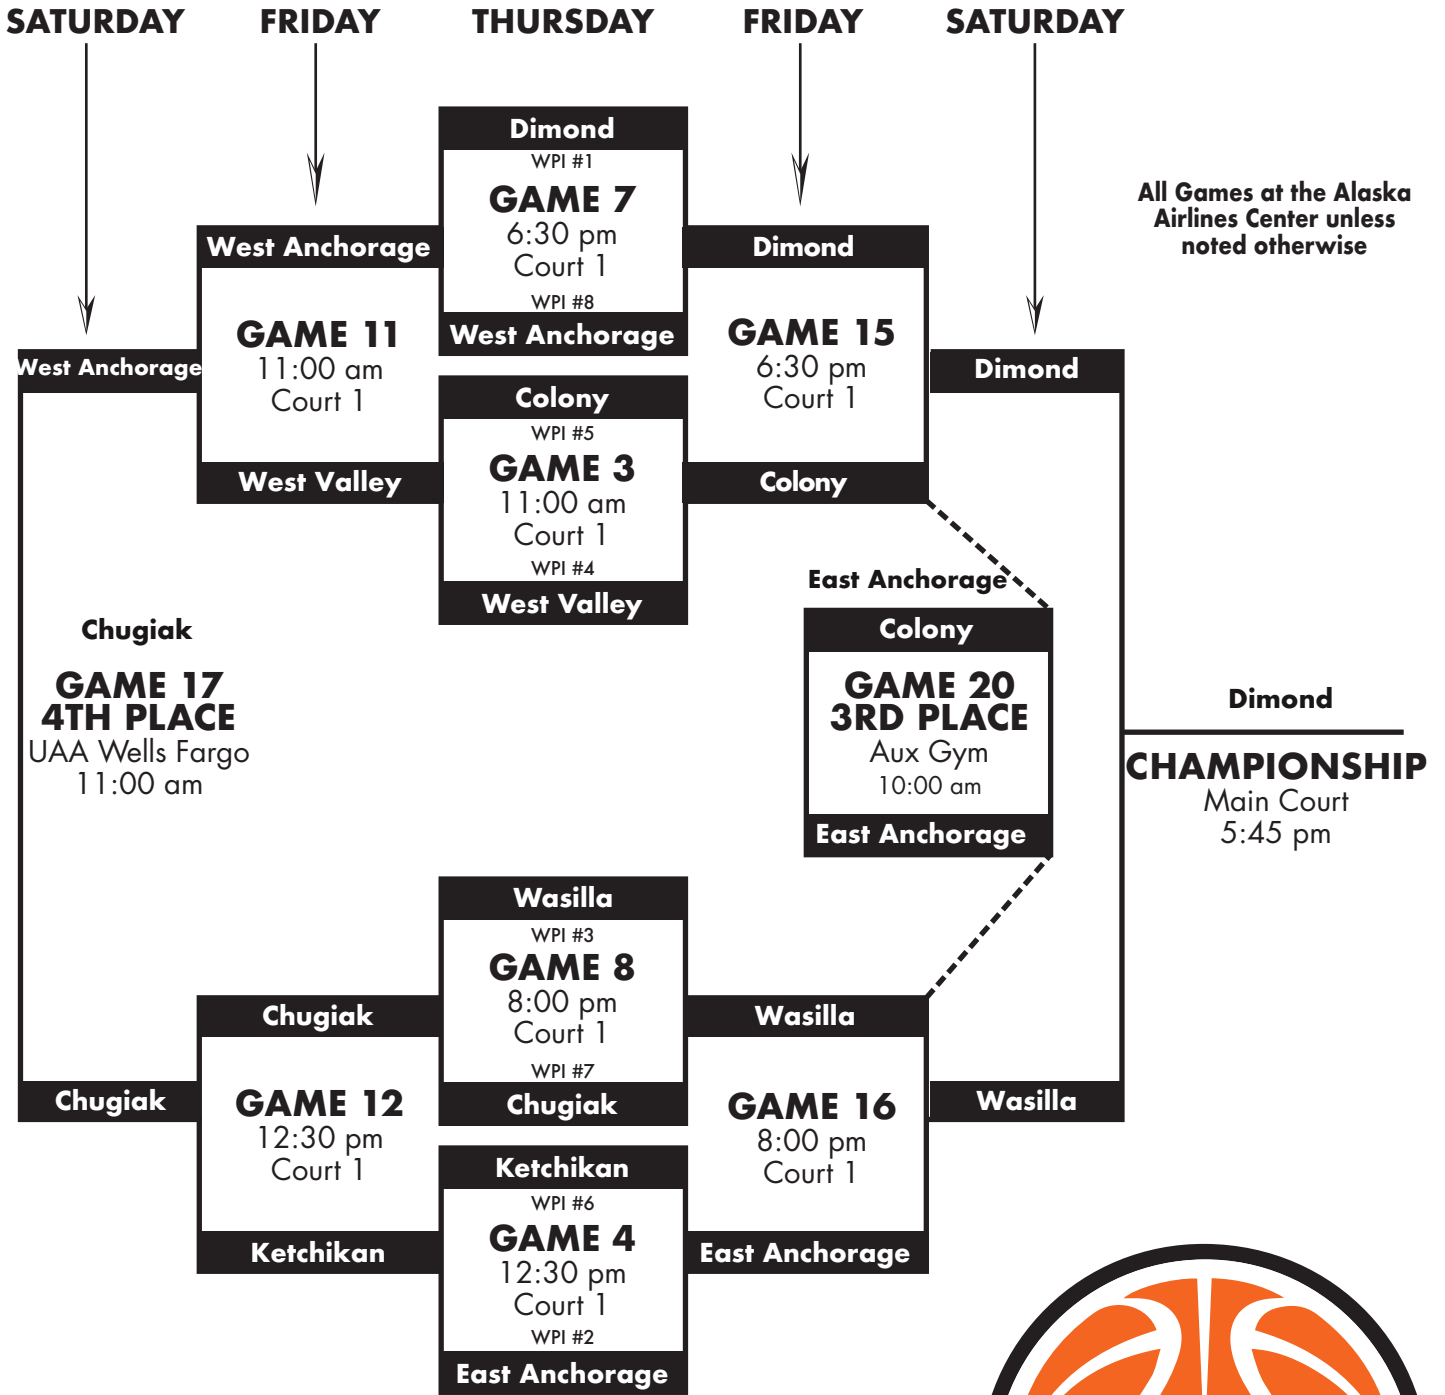 SATURDAY
FRIDAY
THURSDAY
FRIDAY
SATURDAY
All Games at the Alaska
Airlines Center unless
noted otherwise
Dimond
WPI #1
GAME 7
6:30 pm
Court 1
WPI #8
West Anchorage
West Anchorage
GAME 11
11:00 am
Court 1
West Valley
Dimond
GAME 15
6:30 pm
Court 1
Colony
Colony
WPI #5
GAME 3
11:00 am
Court 1
WPI #4
West Valley
West Anchorage
Chugiak
GAME 17
4TH PLACE
UAA Wells Fargo
11:00 am
Chugiak
Dimond
East Anchorage
Colony
GAME 20
3RD PLACE
Aux Gym
10:00 am
East Anchorage
Dimond
CHAMPIONSHIP
Main Court
5:45 pm
Wasilla
Wasilla
WPI #3
GAME 8
8:00 pm
Court 1
WPI #7
Chugiak
Chugiak
GAME 12
12:30 pm
Court 1
Ketchikan
Wasilla
GAME 16
8:00 pm
Court 1
East Anchorage
Ketchikan
WPI #6
GAME 4
12:30 pm
Court 1
WPI #2
East Anchorage